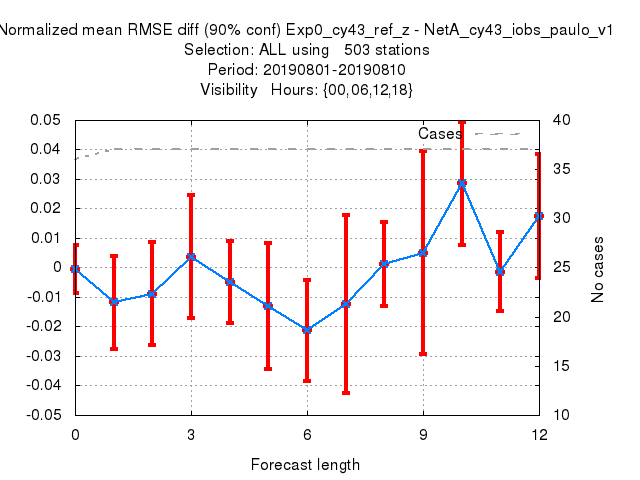 Normalized mean RMSE diff (90% conf) Exp0_cy43_ref_z - NetA_cy43_iobs_paulo_v1
Selection: ALL using 503 stations
Period: 20190801-20190810
Visibility Hours: {00,06,12,18}
Cases
0.05
0.04
0.03
0.02
0.01
0
-0.01
-0.02
-0.03
-0.04
-0.05
40
35
30
25
20
15
10
No cases
0 3 6 9 12
Forecast length